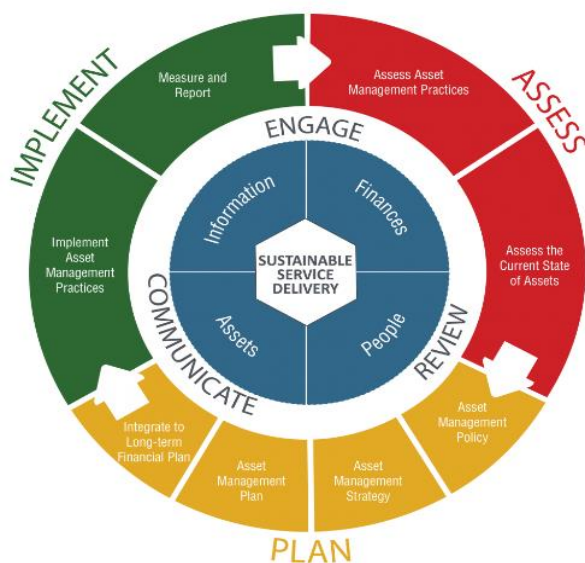 IMPLEMENT
Measure and
Report
Assess Asset
Management Practices
ASSESS
ENGAGE
Information
Finances
Implement
Asset
Management
Practices
SUSTAINABLE
SERVICE
DELIVERY
Assess the
Current State
of Assets
COMMUNICATE
Assets
People
REVIEW
Integrate to
Long-term
Financial Plan
Asset
Management
Plan
Asset
Management
Strategy
Asset
Management
Policy
PLAN